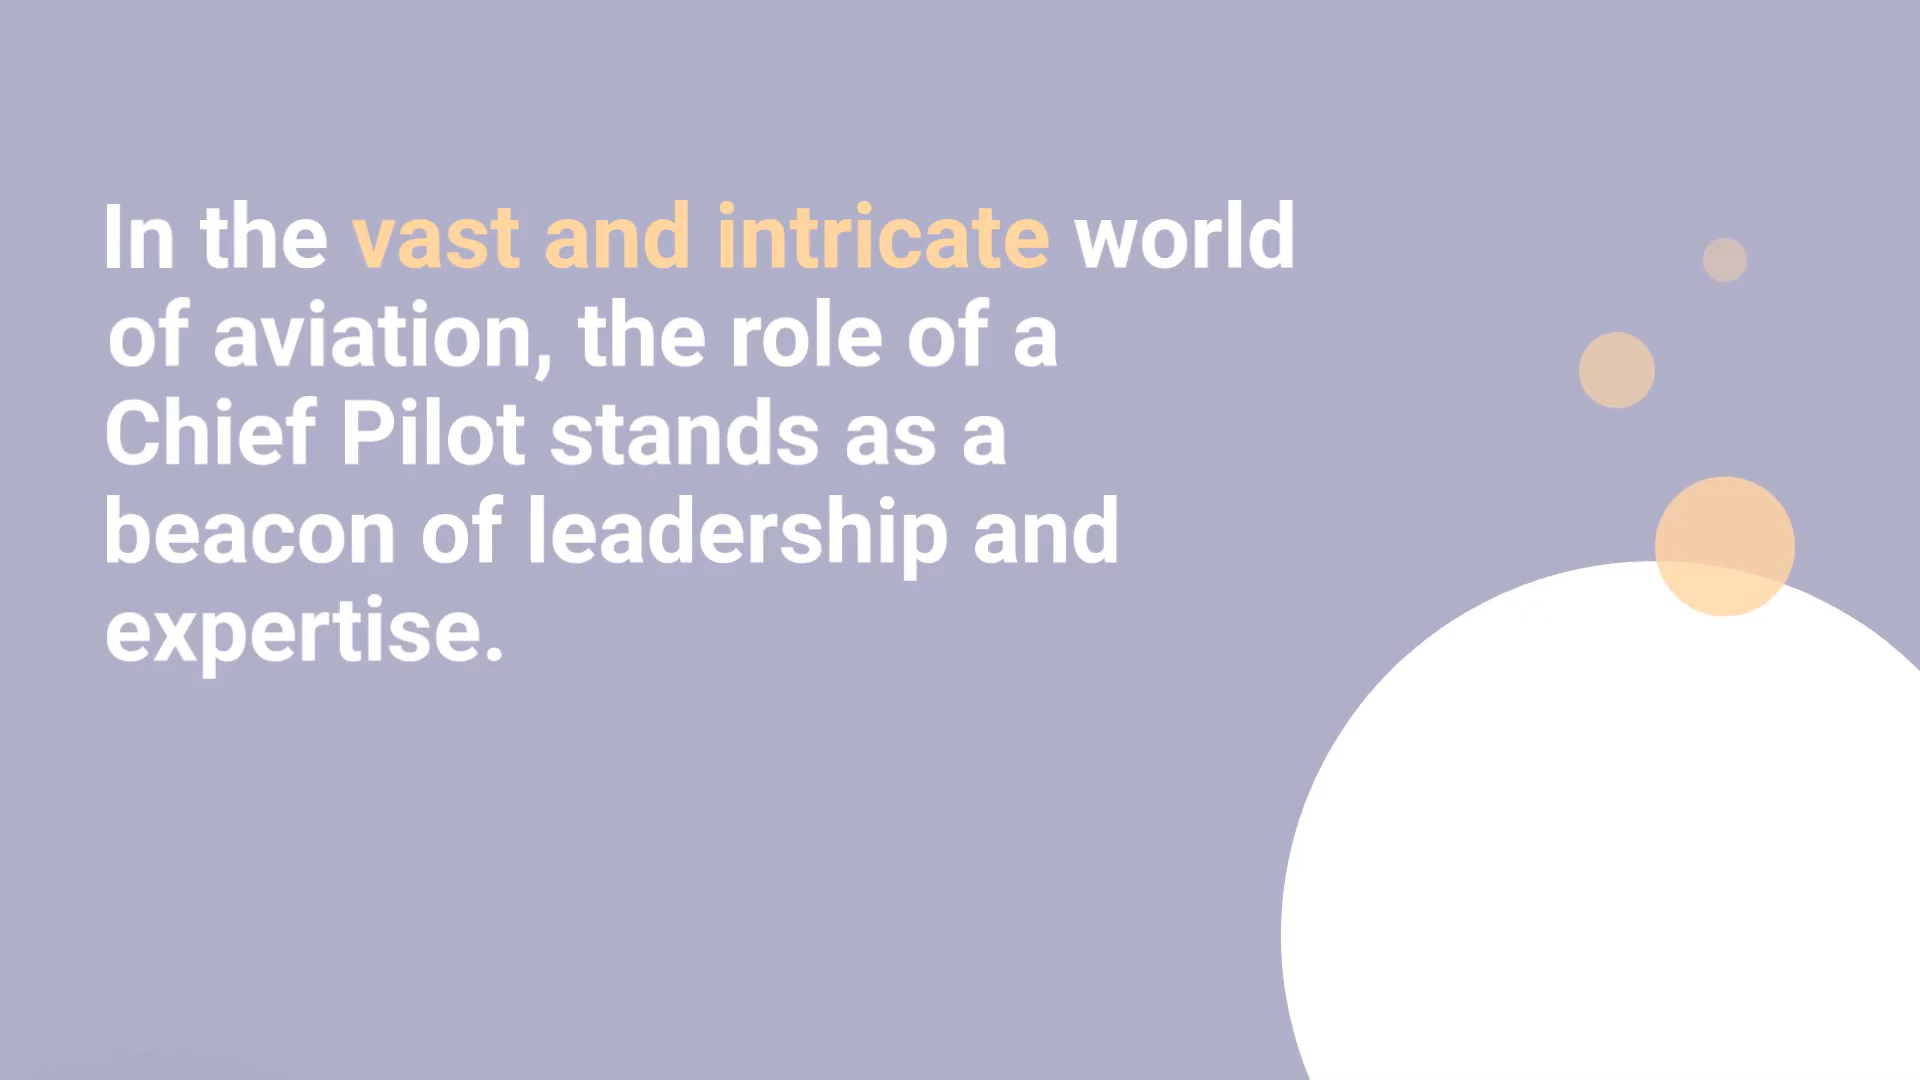 In the vast and intricate world
of aviation, the role of a
Chief Pilot stands as a
beacon of leadership and
expertise.